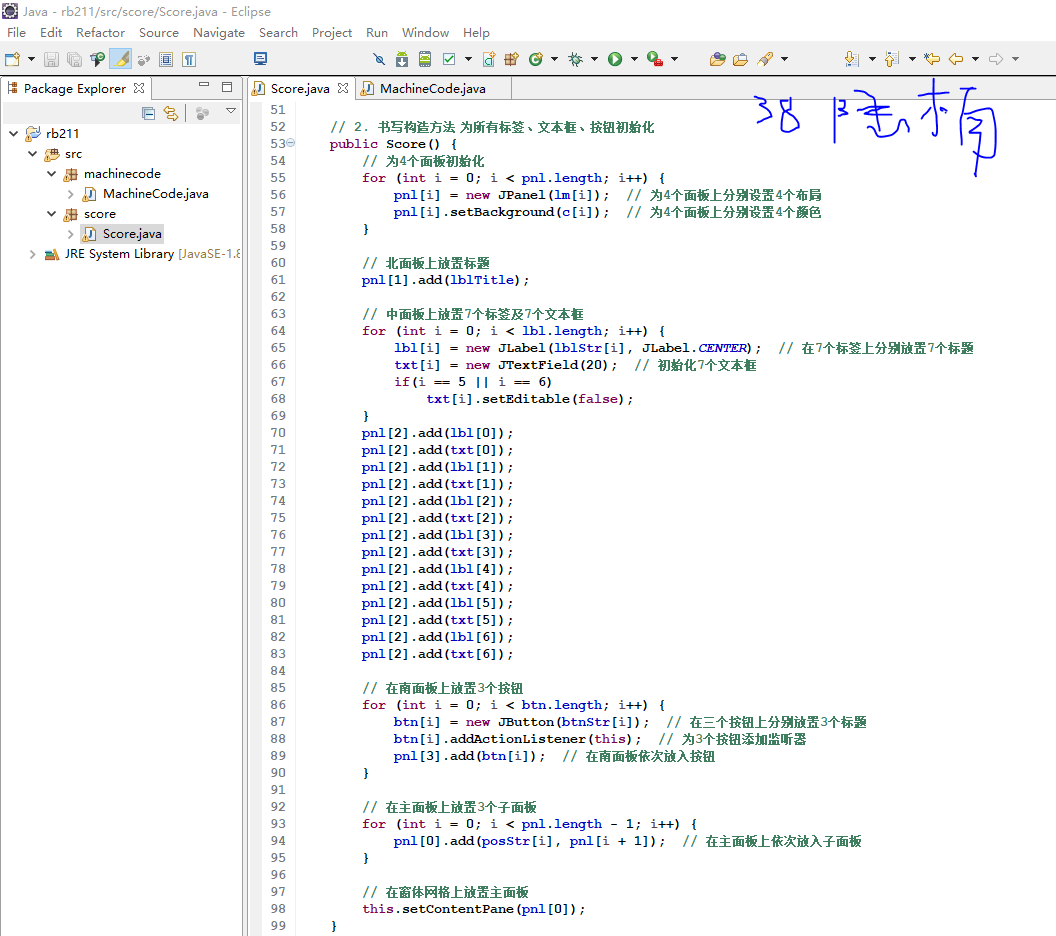 Java - rb211/src/score/Score.java - Eclipse
File Edit Refactor Source Navigate Search Project Run Window Help
Package Explorer
Score.java MachineCode.java
38
rb211
src
machinecode
MachineCode.java
score
Score.java
JRE System Library [JavaSE-1.8
51
52 // 2. 书写构造方法 为所有标签、文本框、按钮初始化
53 public Score() {
54 // 为4个面板初始化
55 for (int i = 0; i < pnl.length; i++) {
56 pnl[i] = new JPanel(lm[i]); // 为4个面板上分别设置4个布局
57 pnl[i].setBackground(c[i]); // 为4个面板上分别设置4个颜色
58 }
59
60 // 北面板上放置标题
61 pnl[1].add(lblTitle);
62
63 // 中面板上放置7个标签及7个文本框
64 for (int i = 0; i < lbl.length; i++) {
65 lbl[i] = new JLabel(lblStr[i], JLabel.CENTER); // 在7个标签上分别放置7个标题
66 txt[i] = new JTextField(20); // 初始化7个文本框
67 if(i == 5 || i == 6)
68 txt[i].setEditable(false);
69 }
70 pnl[2].add(lbl[0]);
71 pnl[2].add(txt[0]);
72 pnl[2].add(lbl[1]);
73 pnl[2].add(txt[1]);
74 pnl[2].add(lbl[2]);
75 pnl[2].add(txt[2]);
76 pnl[2].add(lbl[3]);
77 pnl[2].add(txt[3]);
78 pnl[2].add(lbl[4]);
79 pnl[2].add(txt[4]);
80 pnl[2].add(lbl[5]);
81 pnl[2].add(txt[5]);
82 pnl[2].add(lbl[6]);
83 pnl[2].add(txt[6]);
84
85 // 在南面板上放置3个按钮
86 for (int i = 0; i < btn.length; i++) {
87 btn[i] = new JButton(btnStr[i]); // 在三个按钮上分别放置3个标题
88 btn[i].addActionListener(this); // 为3个按钮添加监听器
89 pnl[3].add(btn[i]); // 在南面板依次放入按钮
90 }
91
92 // 在主面板上放置3个子面板
93 for (int i = 0; i < pnl.length - 1; i++) {
94 pnl[0].add(posStr[i], pnl[i + 1]); // 在主面板上依次放入子面板
95 }
96
97 // 在窗体网格上放置主面板
98 this.setContentPane(pnl[0]);
99 }